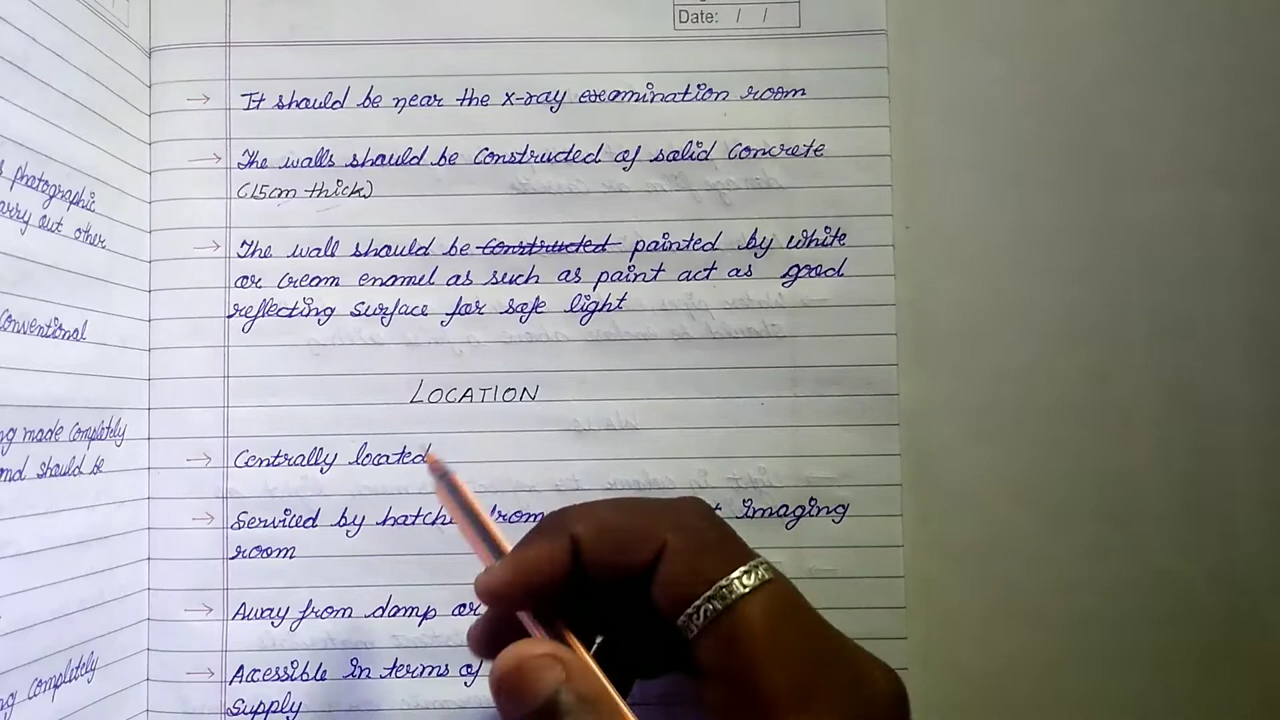 Date: / /
→ It should be near the x-ray examination room
→ The walls should be constructed of solid concrete
(15cm thick)
→ The wall should be constructed painted by white
or cream enamel as such as paint act as good
reflecting surface for safe light
LOCATION
→ Centrally located
→ Serviced by hatche from imaging
room
→ Away from damp or
→ Accessible in terms of
supply
photographic
carry out other
conventional
made completely
and should be
completely